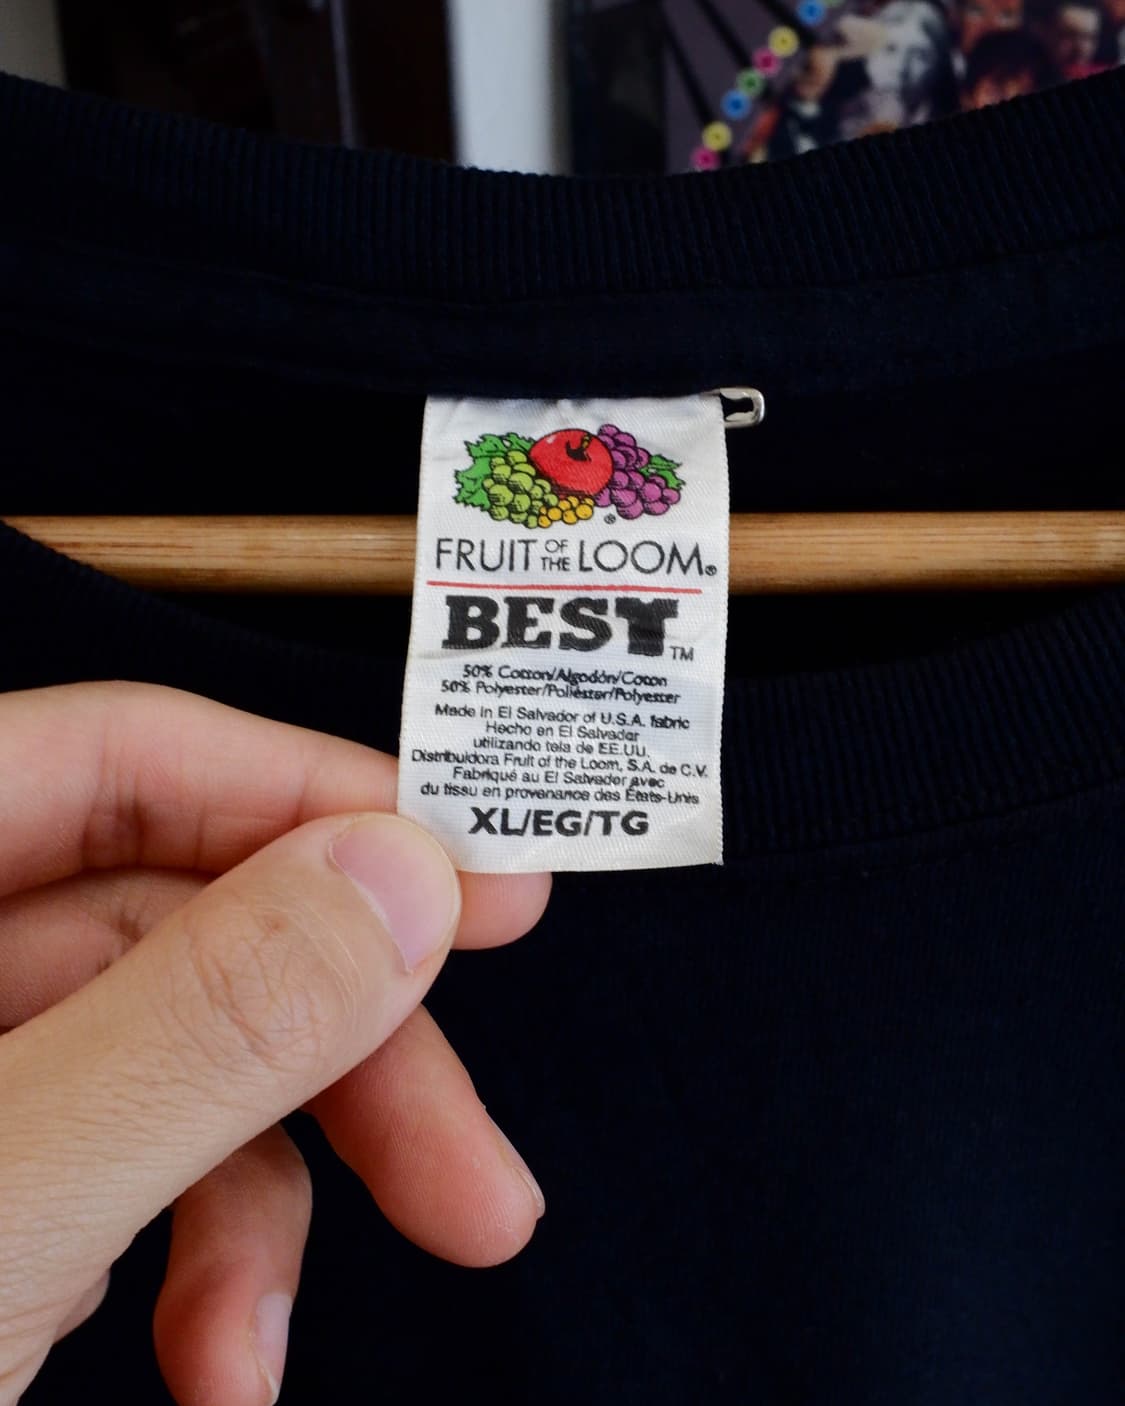 FRUIT OF THE LOOM®
BEST™
50% Cotton/Algodón/Coton
50% Polyester/Poliéster/Polyester
Made in El Salvador of U.S.A. fabric
Hecho en El Salvador
utilizando tela de EE.UU.
Distribuidora Fruit of the Loom, S.A. de C.V.
Fabriqué au El Salvador avec
du tissu en provenance des États-Unis
XL/EG/TG